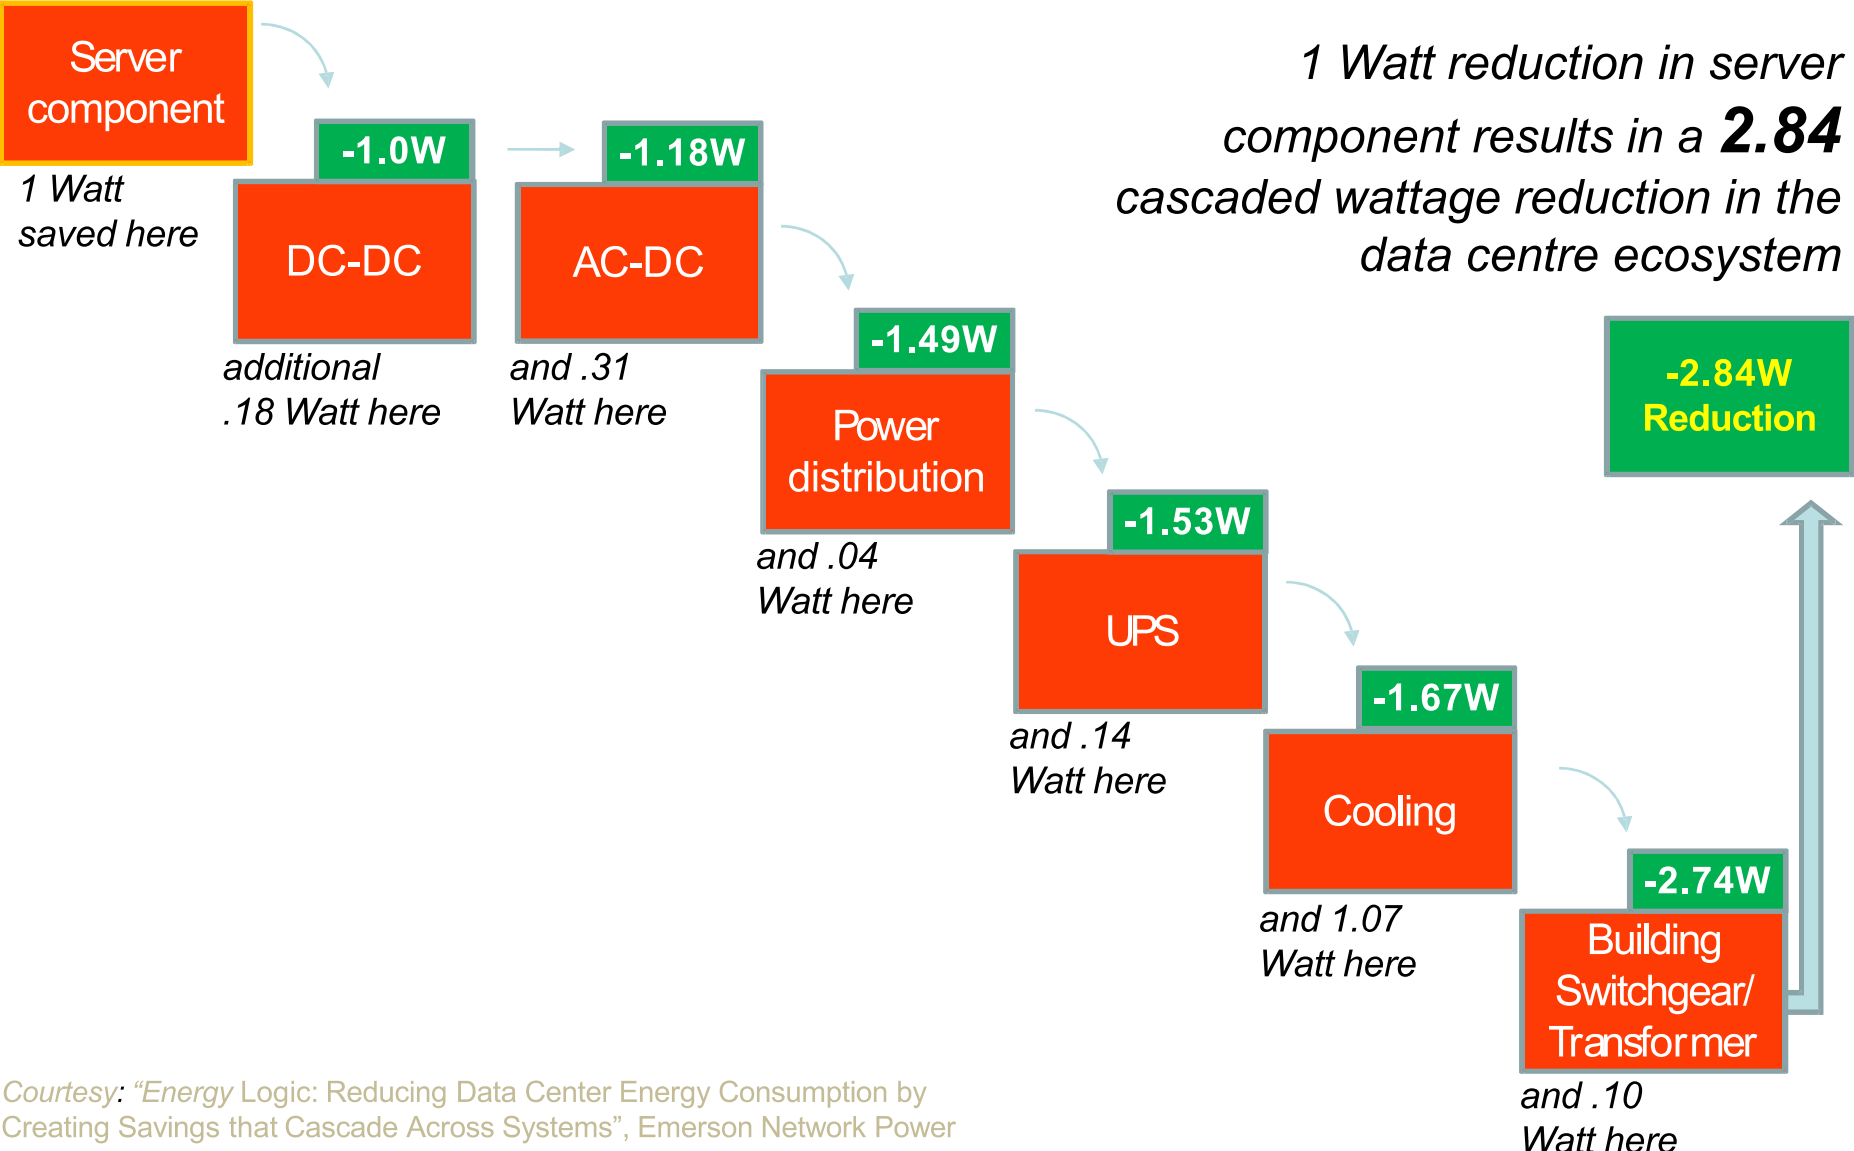 Server
component
1 Watt
saved here
1 Watt reduction in server
component results in a 2.84
cascaded wattage reduction in the
data centre ecosystem
-1.0W
DC-DC
additional
.18 Watt here
-1.18W
AC-DC
and .31
Watt here
-1.49W
Power
distribution
and .04
Watt here
-1.53W
UPS
and .14
Watt here
-1.67W
Cooling
and 1.07
Watt here
-2.74W
Building
Switchgear/
Transformer
and .10
Watt here
-2.84W
Reduction
Courtesy: “Energy Logic: Reducing Data Center Energy Consumption by
Creating Savings that Cascade Across Systems”, Emerson Network Power